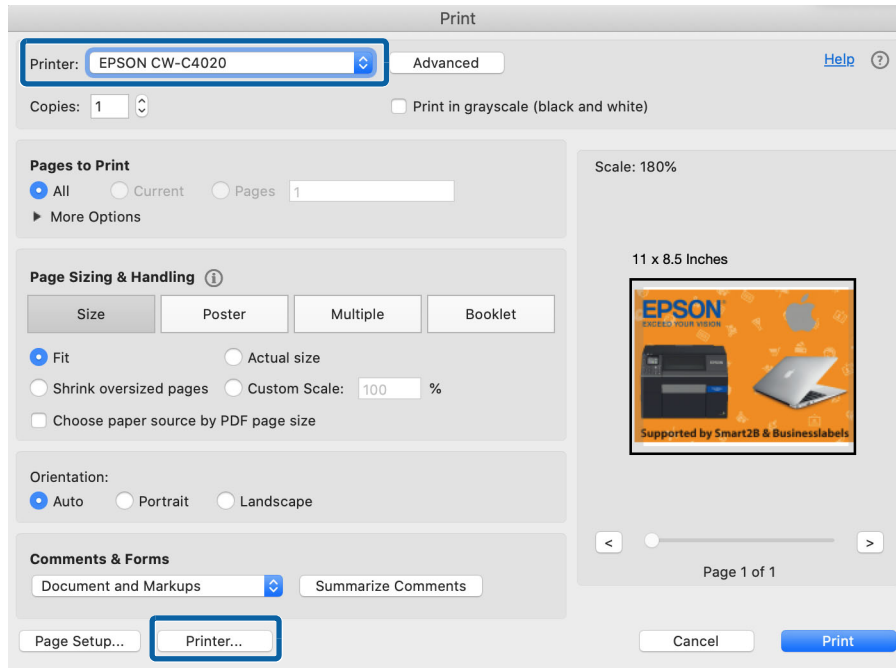 Print
Printer: EPSON CW-C4020 Advanced Help ?
Copies: 1 Print in grayscale (black and white)
Pages to Print
All Current Pages 1
More Options
Scale: 180%
11 x 8.5 Inches
EPSON
EXCEED YOUR VISION
Supported by Smart2B & Businesslabels
Page Sizing & Handling i
Size Poster Multiple Booklet
Fit Actual size
Shrink oversized pages Custom Scale: 100 %
Choose paper source by PDF page size
Orientation:
Auto Portrait Landscape
< >
Page 1 of 1
Comments & Forms
Document and Markups Summarize Comments
Page Setup... Printer... Cancel Print